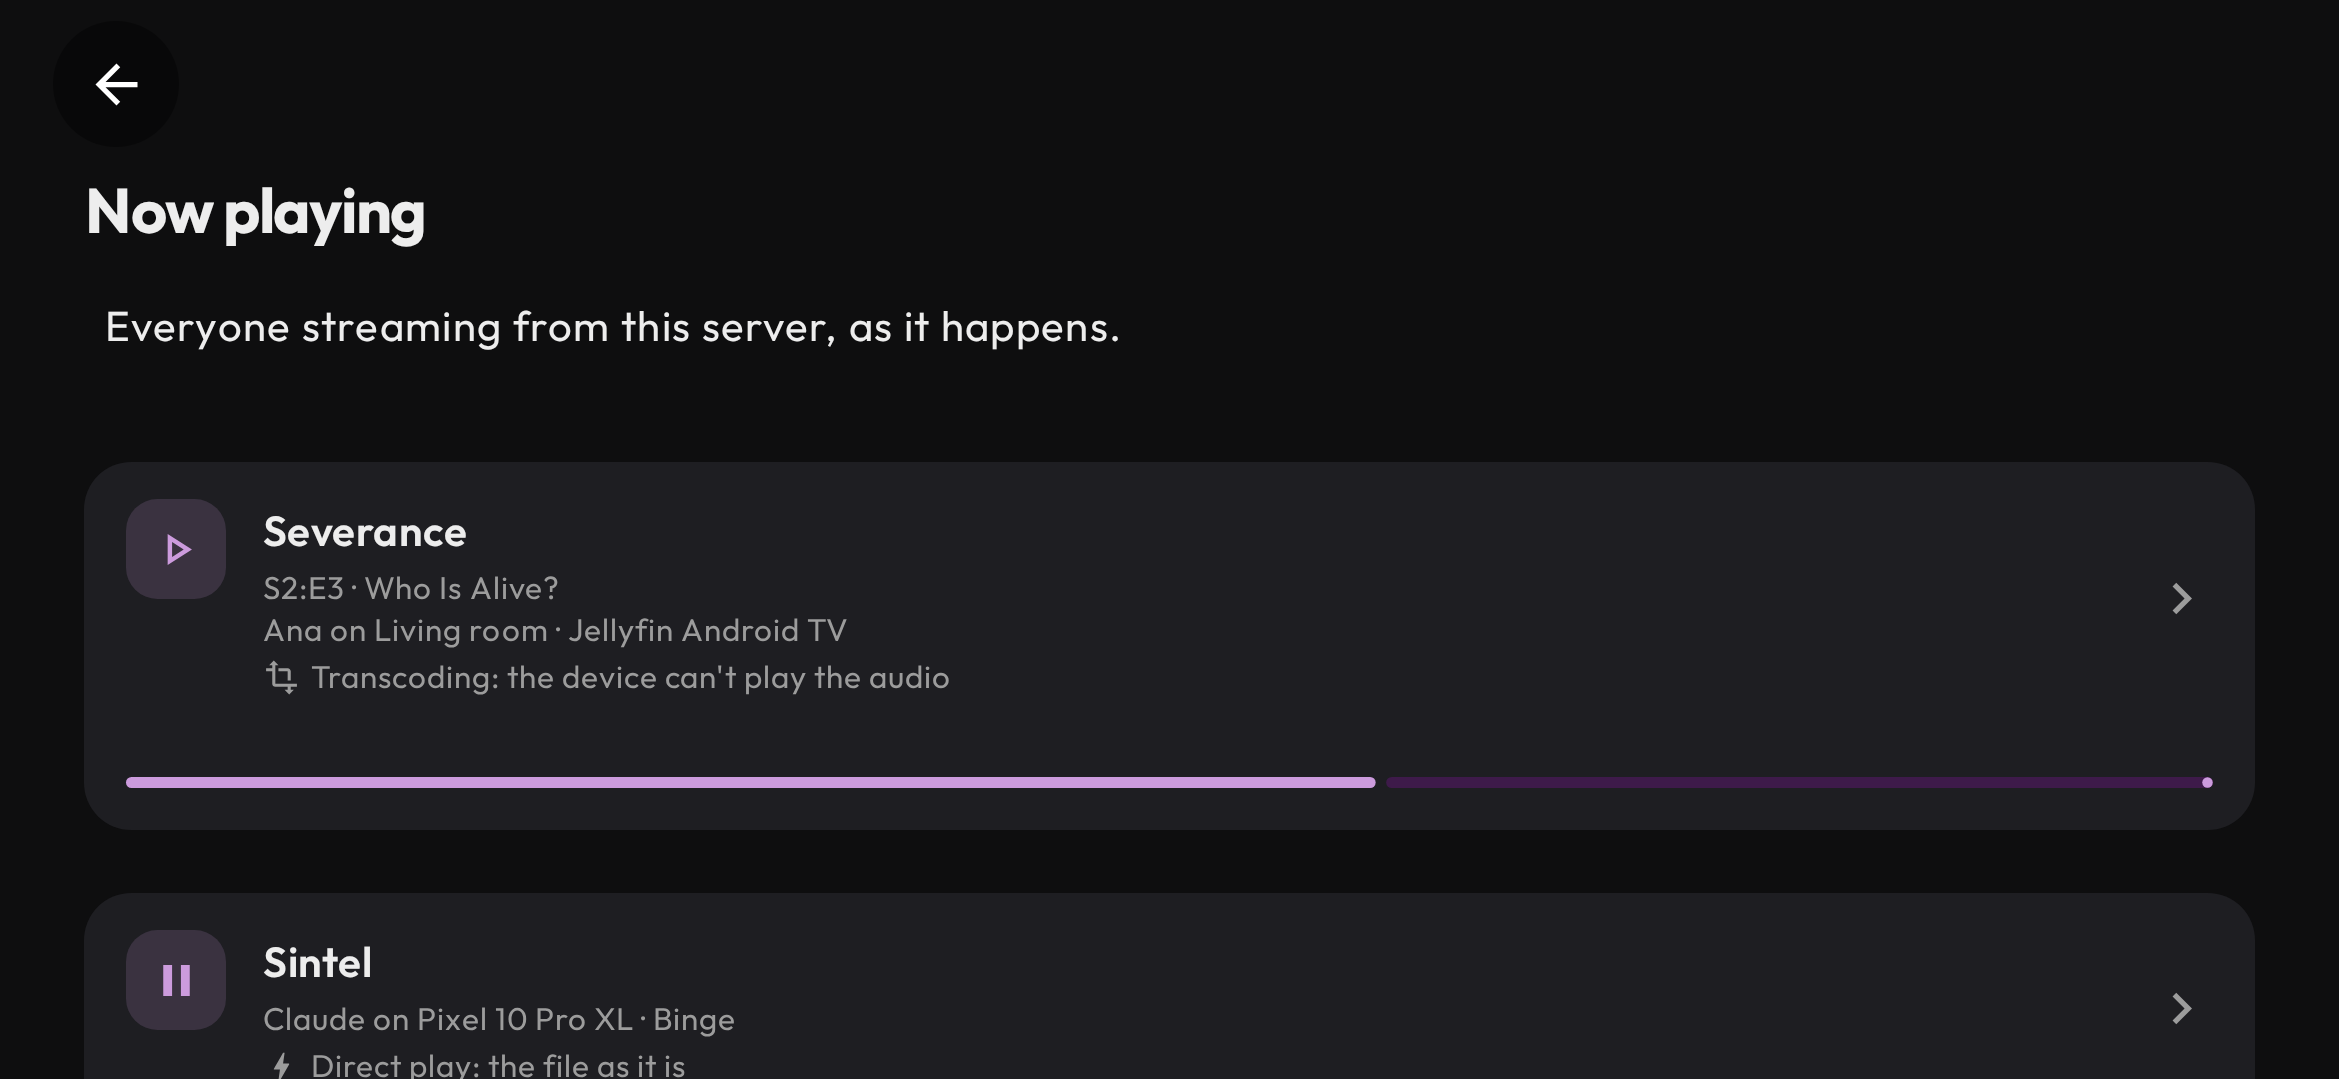 Now playing
Everyone streaming from this server, as it happens.
Severance
S2:E3 · Who Is Alive?
Ana on Living room · Jellyfin Android TV
Transcoding: the device can't play the audio
Sintel
Claude on Pixel 10 Pro XL · Binge
Direct play: the file as it is